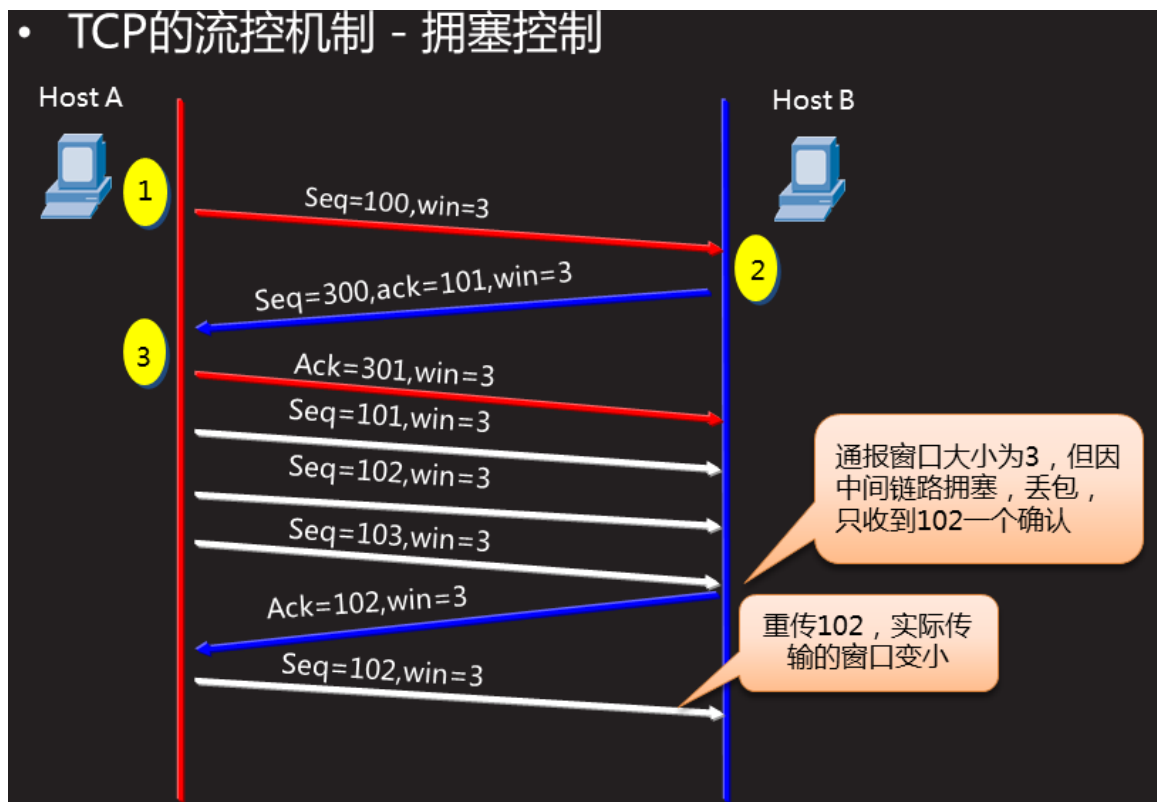 • TCP的流控机制 - 拥塞控制
Host A
Host B
1
Seq=100,win=3
2
Seq=300,ack=101,win=3
3
Ack=301,win=3
Seq=101,win=3
Seq=102,win=3
Seq=103,win=3
通报窗口大小为3，但因
中间链路拥塞，丢包，
只收到102一个确认
Ack=102,win=3
重传102，实际传
输的窗口变小
Seq=102,win=3